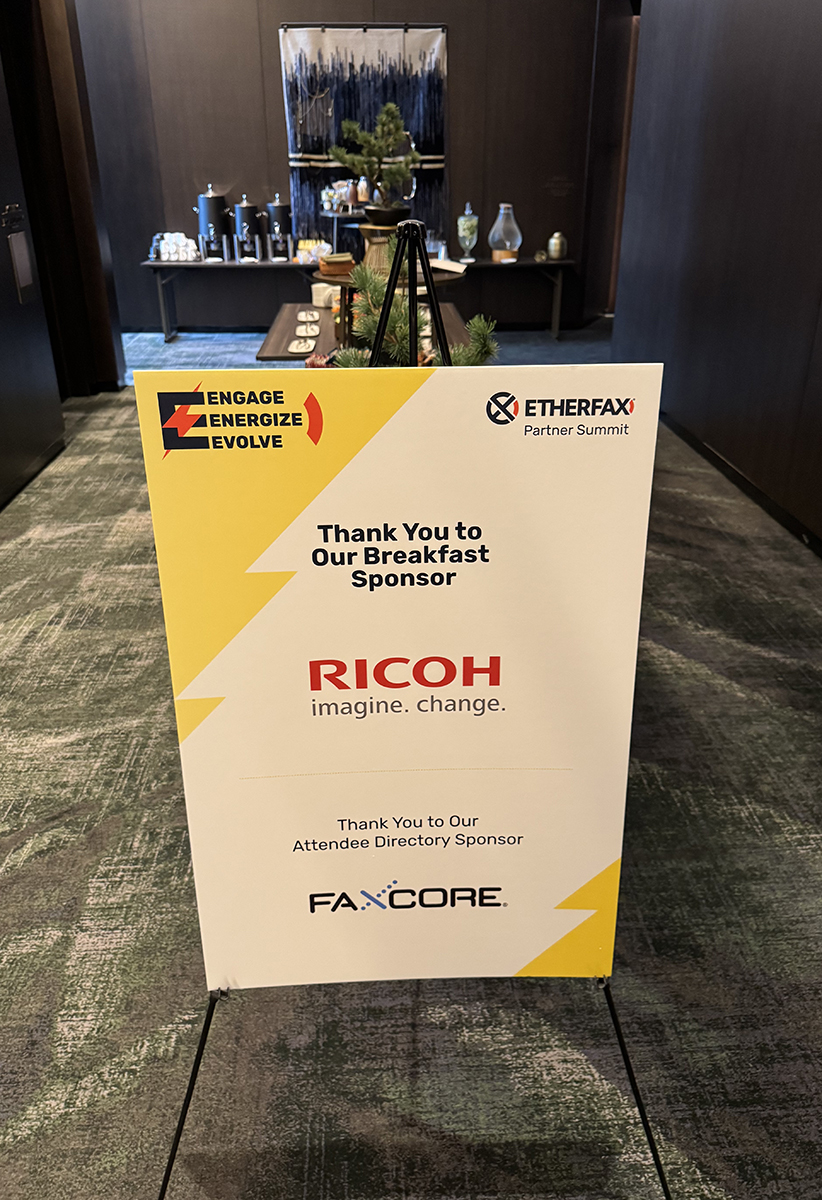 ENGAGE
ENERGIZE
EVOLVE
ETHERFAX
Partner Summit
Thank You to
Our Breakfast
Sponsor
RICOH
imagine. change.
Thank You to Our
Attendee Directory Sponsor
FAXCORE®